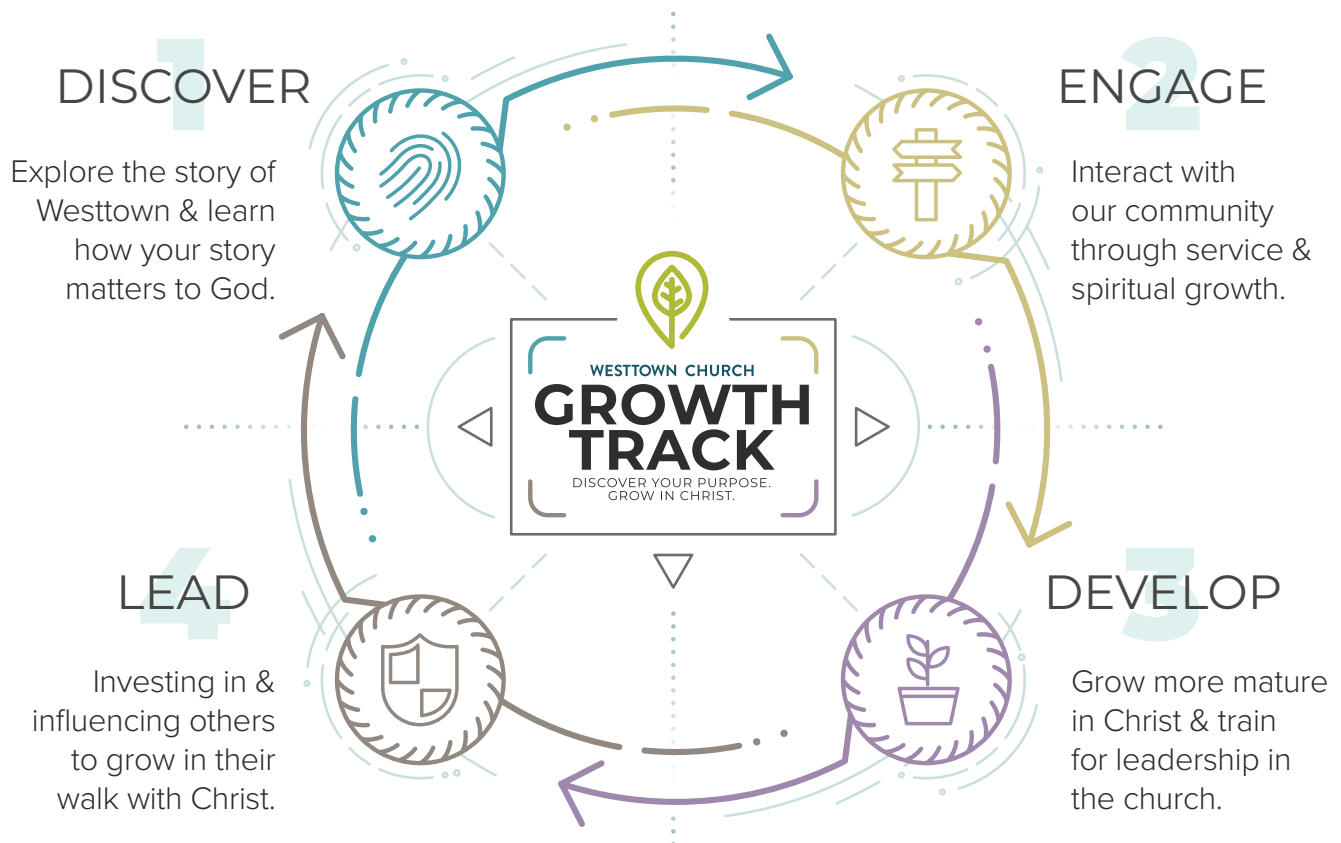 1
DISCOVER
Explore the story of
Westtown & learn
how your story
matters to God.
2
ENGAGE
Interact with
our community
through service &
spiritual growth.
WESTTOWN CHURCH
GROWTH
TRACK
DISCOVER YOUR PURPOSE.
GROW IN CHRIST.
3
DEVELOP
Grow more mature
in Christ & train
for leadership in
the church.
4
LEAD
Investing in &
influencing others
to grow in their
walk with Christ.